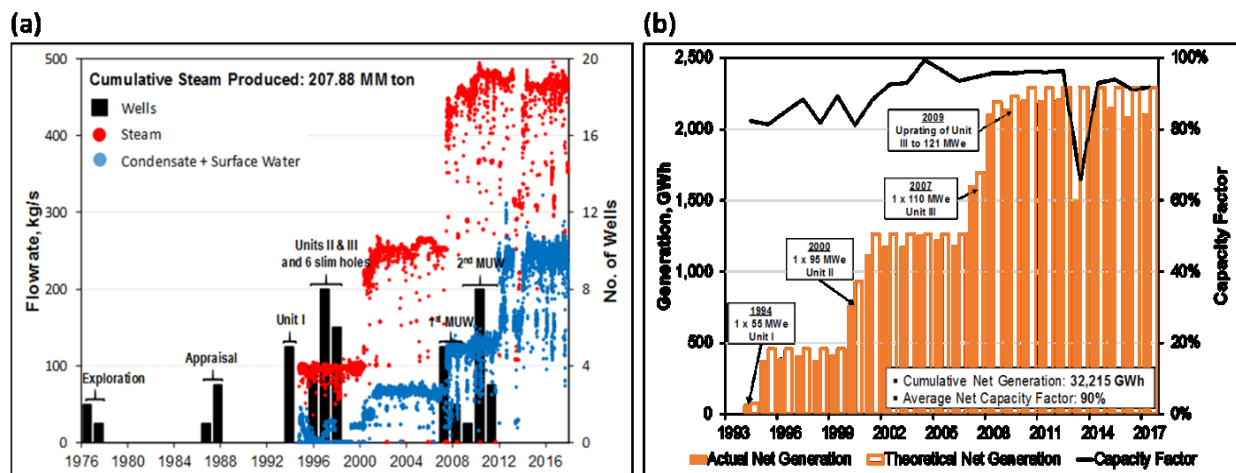 (a)
Flowrate, kg/s
500
400
300
200
100
0
Cumulative Steam Produced: 207.88 MM ton
Wells
Steam
Condensate + Surface Water
Exploration
Appraisal
Unit I
Units II & III
and 6 slim holes
1st MUW
2nd MUW
20
16
12
8
4
0
No. of Wells
1976 1980 1984 1988 1992 1996 2000 2004 2008 2012 2016
(b)
Generation, GWh
2,500
2,000
1,500
1,000
500
0
1994
1 x 55 MWe
Unit I
2000
1 x 95 MWe
Unit II
2007
1 x 110 MWe
Unit III
2009
Uprating of Unit
III to 121 MWe
▪ Cumulative Net Generation: 32,215 GWh
▪ Average Net Capacity Factor: 90%
100%
80%
60%
40%
20%
0%
Capacity Factor
1993 1996 1999 2002 2005 2008 2011 2014 2017
Actual Net Generation Theoretical Net Generation Capacity Factor